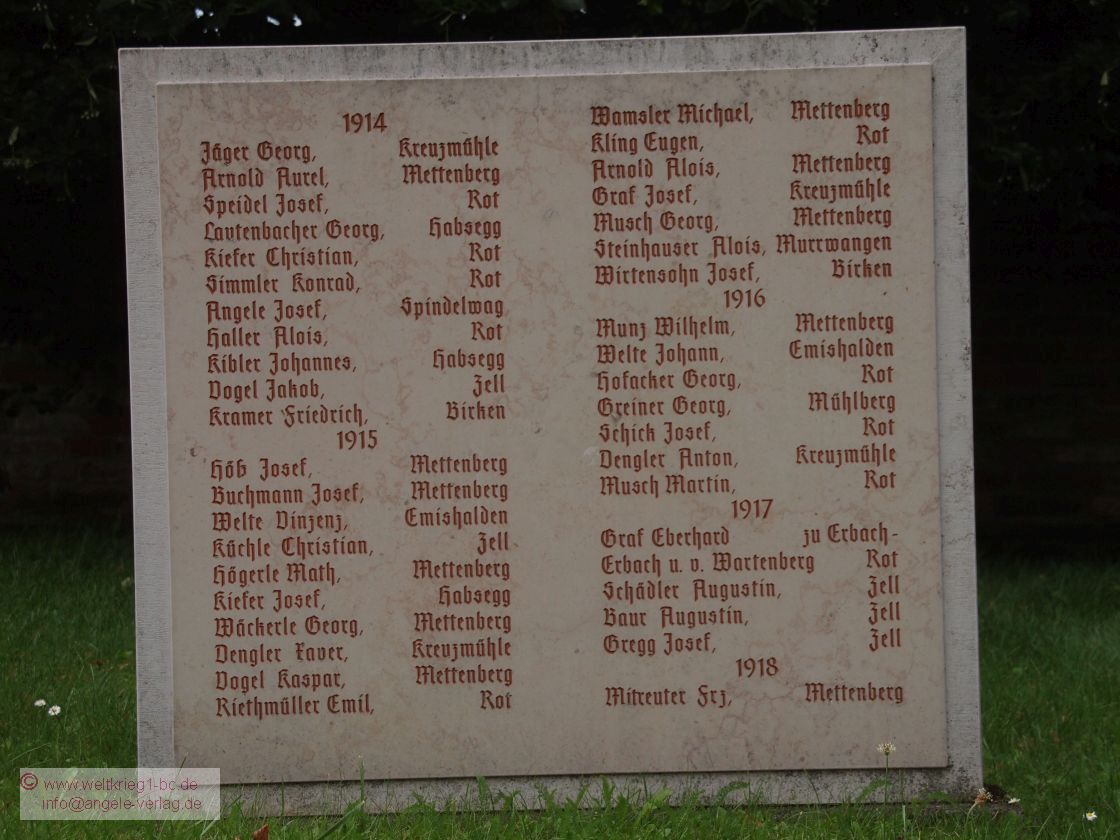 1914
Jäger Georg, Kreuzmühle
Arnold Aurel, Mettenberg
Speidel Josef, Rot
Lautenbacher Georg, Habsegg
Kiefer Christian, Rot
Simmler Konrad, Rot
Angele Josef, Spindelwag
Haller Alois, Rot
Kibler Johannes, Habsegg
Vogel Jakob, Zell
Kramer Friedrich, Birken
1915
Höß Josef, Mettenberg
Buchmann Josef, Mettenberg
Welte Vinzenz, Emishalden
Küchle Christian, Zell
Högerle Math, Mettenberg
Kiefer Josef, Habsegg
Wäckerle Georg, Mettenberg
Dengler Xaver, Kreuzmühle
Vogel Kaspar, Mettenberg
Riethmüller Emil, Rot
Wamsler Michael, Mettenberg
Kling Eugen, Rot
Arnold Alois, Mettenberg
Graf Josef, Kreuzmühle
Musch Georg, Mettenberg
Steinhauser Alois, Murrwangen
Wirtensohn Josef, Birken
1916
Munz Wilhelm, Mettenberg
Welte Johann, Emishalden
Hofacker Georg, Rot
Greiner Georg, Mühlberg
Schick Josef, Rot
Dengler Anton, Kreuzmühle
Musch Martin, Rot
1917
Graf Eberhard zu Erbach-
Erbach u. v. Wartenberg Rot
Schädler Augustin, Zell
Baur Augustin, Zell
Gregg Josef, Zell
1918
Mitreuter Frz, Mettenberg
© www.weltkrieg1-bc.de
info@angele-verlag.de